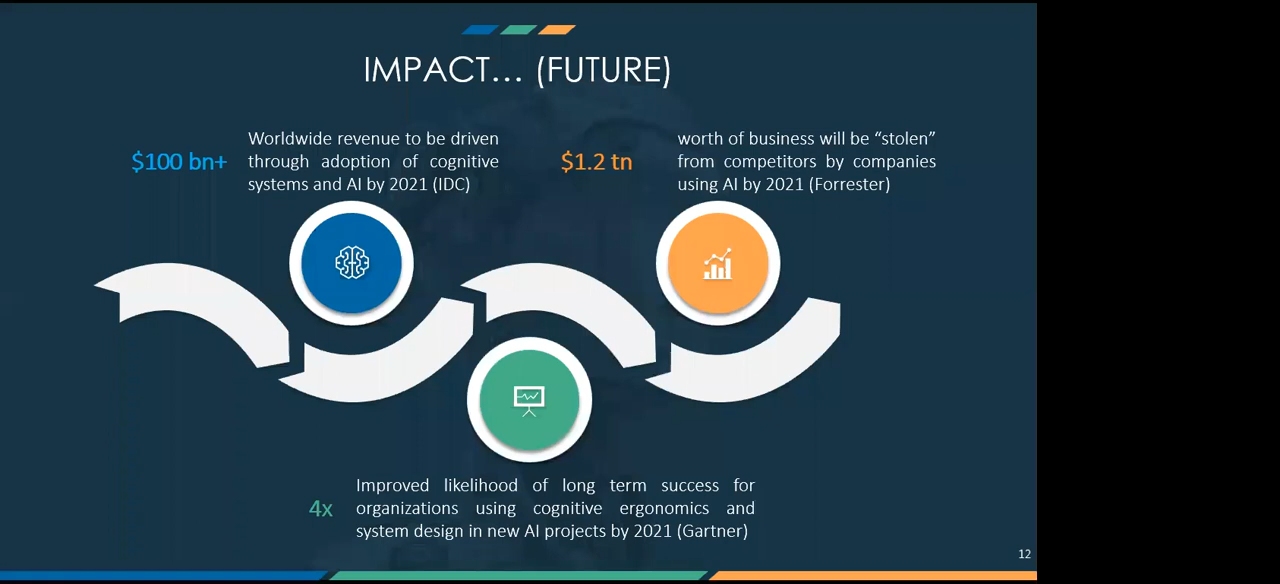 IMPACT... (FUTURE)
$100 bn+
Worldwide revenue to be driven
through adoption of cognitive
systems and AI by 2021 (IDC)
$1.2 tn
worth of business will be “stolen”
from competitors by companies
using AI by 2021 (Forrester)
4x
Improved likelihood of long term success for
organizations using cognitive ergonomics and
system design in new AI projects by 2021 (Gartner)
12